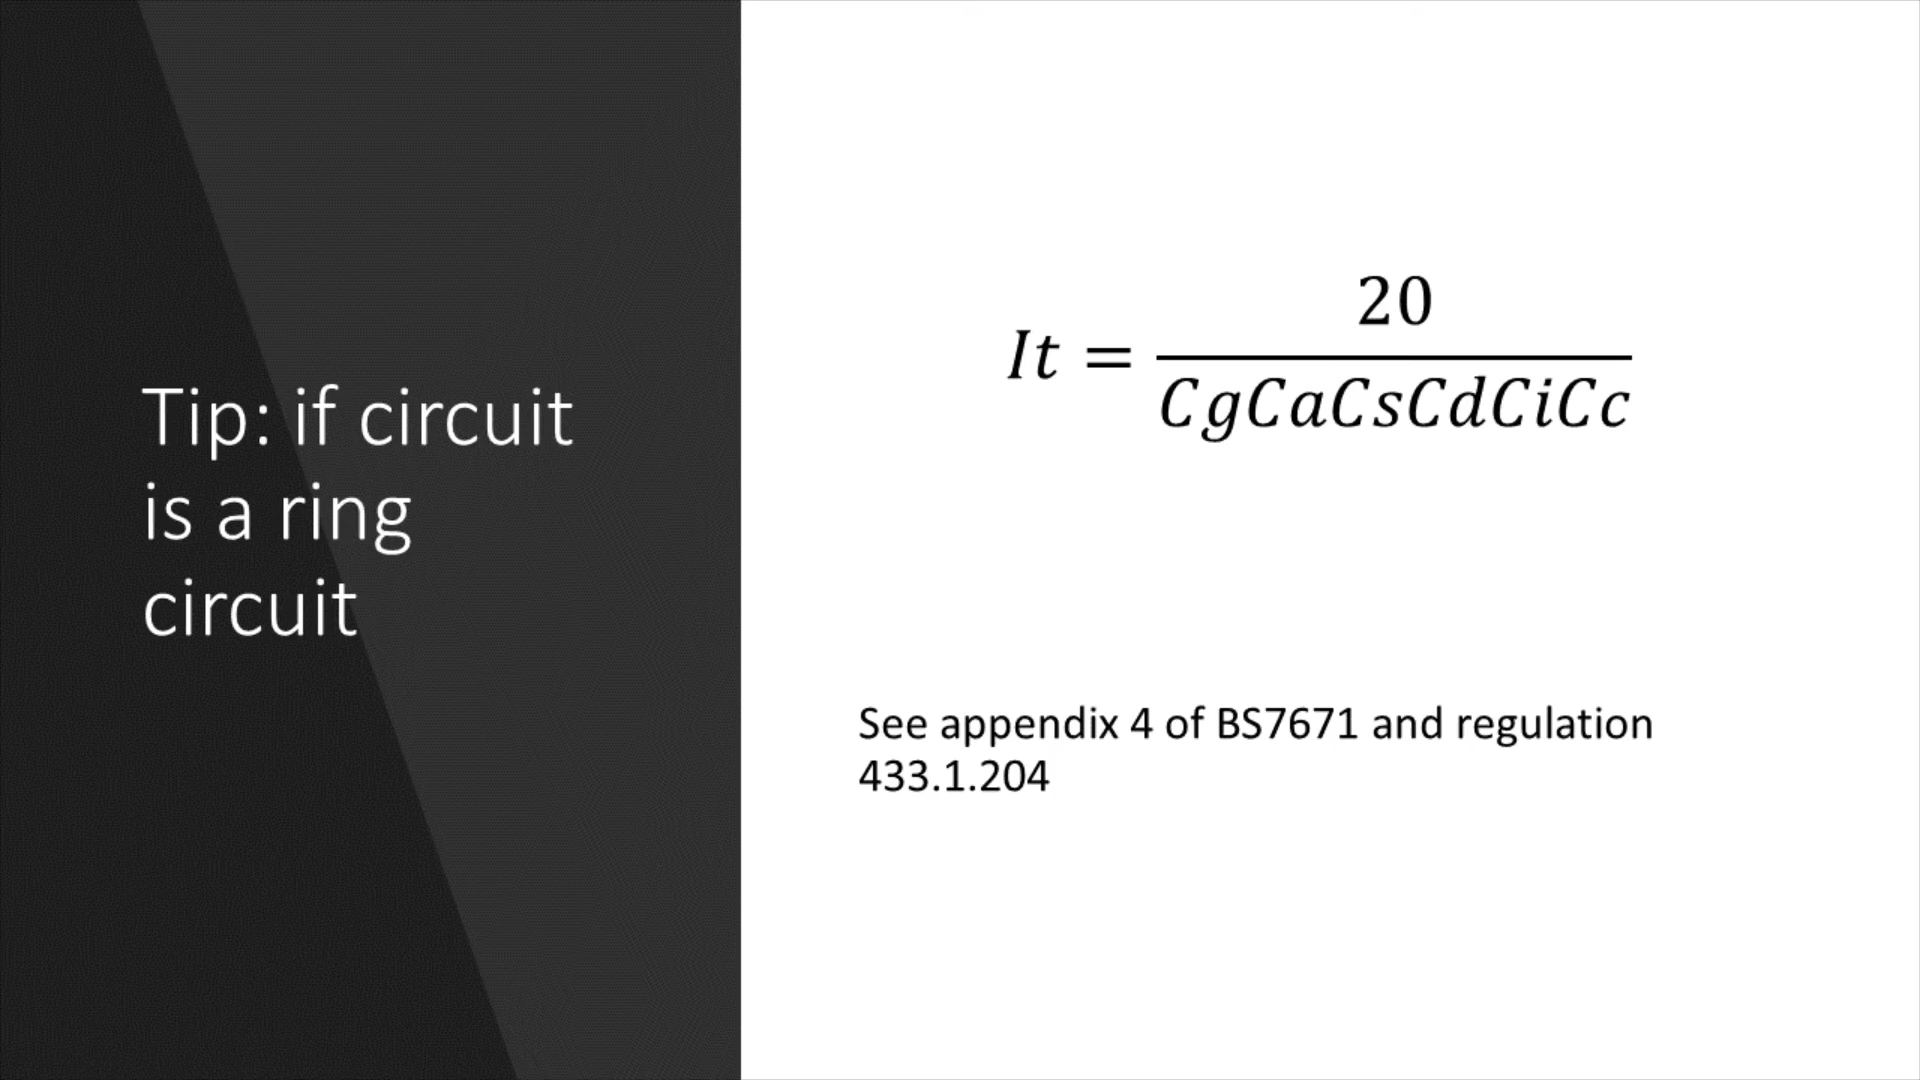 Tip: if circuit
is a ring
circuit
It = 20 / CgCaCsCdCiCc
See appendix 4 of BS7671 and regulation
433.1.204